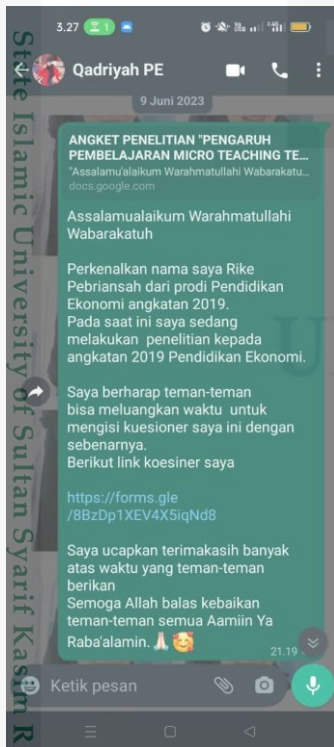 3.27 1
Qadriyah PE
9 Juni 2023
ANGKET PENELITIAN "PENGARUH
PEMBELAJARAN MICRO TEACHING TE...
"Assalamu'alaikum Warahmatullahi Wabarakatu...
docs.google.com
Assalamualaikum Warahmatullahi
Wabarakatuh
Perkenalkan nama saya Rike
Pebriansah dari prodi Pendidikan
Ekonomi angkatan 2019.
Pada saat ini saya sedang
melakukan penelitian kepada
angkatan 2019 Pendidikan Ekonomi.
Saya berharap teman-teman
bisa meluangkan waktu untuk
mengisi kuesioner saya ini dengan
sebenarnya.
Berikut link koesiner saya
https://forms.gle
/8BzDp1XEV4X5iqNd8
Saya ucapkan terimakasih banyak
atas waktu yang teman-teman
berikan
Semoga Allah balas kebaikan
teman-teman semua Aamiin Ya
Raba'alamin. 🙏🏻🥰
21.19
Ketik pesan
State Islamic University of Sultan Syarif Kasim R